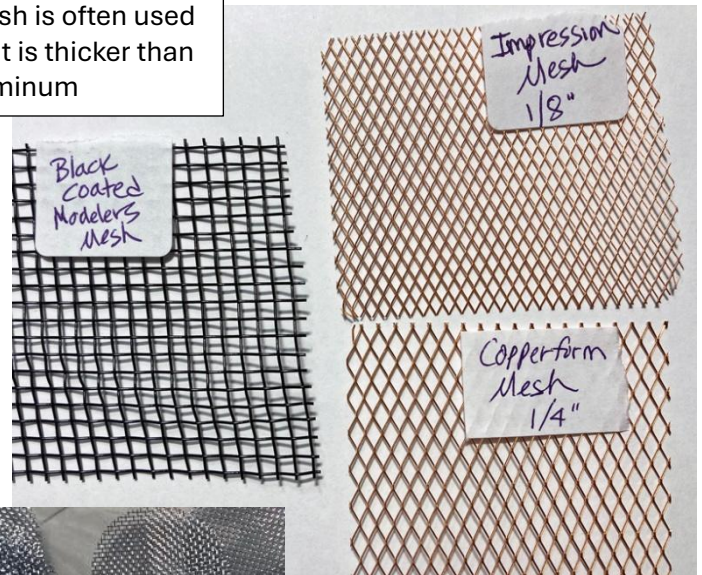 sh is often used
t is thicker than
minum
Impression
Mesh
1/8"
Black
Coated
Modelers
Mesh
Copperform
Mesh
1/4"